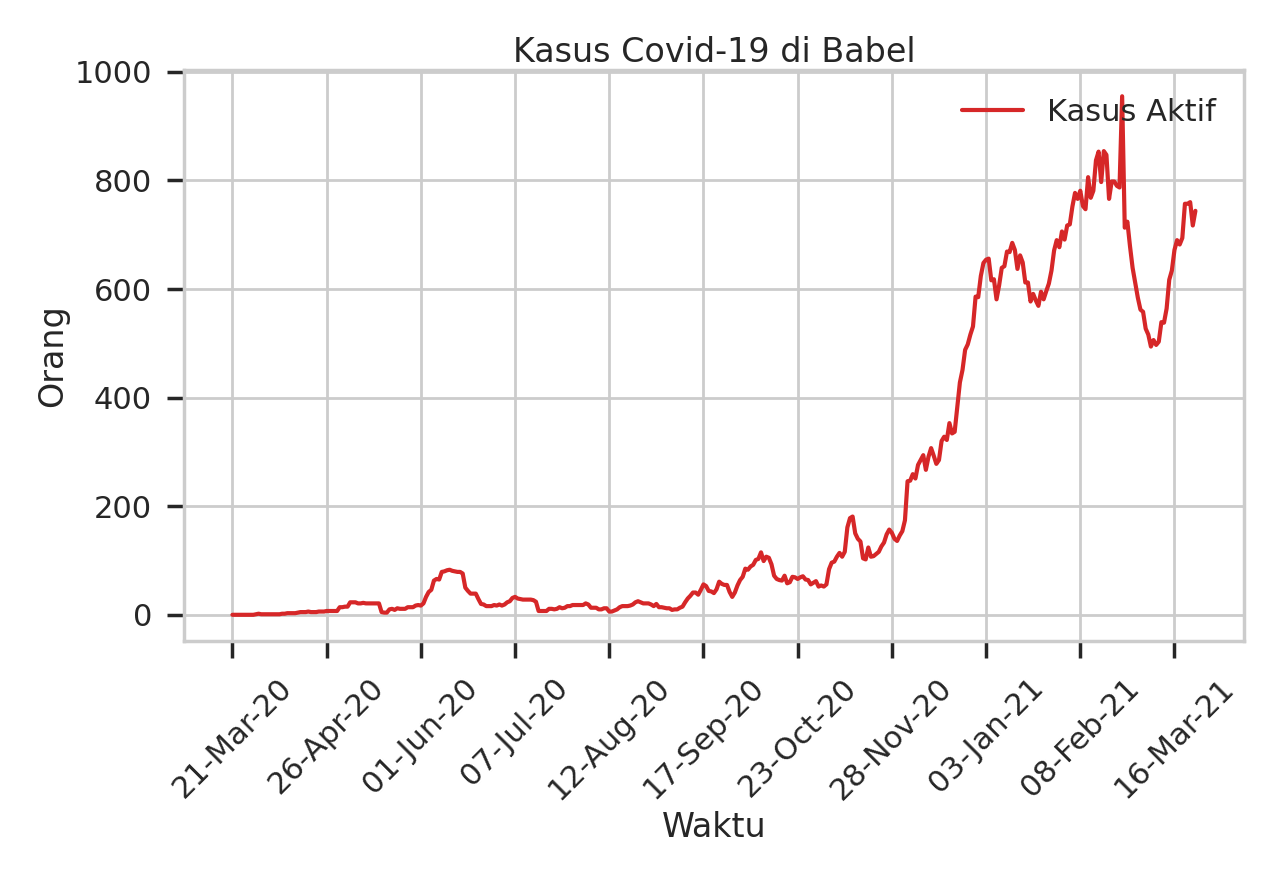 Kasus Covid-19 di Babel
Kasus Aktif
Orang
1000
800
600
400
200
0
21-Mar-20
26-Apr-20
01-Jun-20
07-Jul-20
12-Aug-20
17-Sep-20
23-Oct-20
28-Nov-20
03-Jan-21
08-Feb-21
16-Mar-21
Waktu